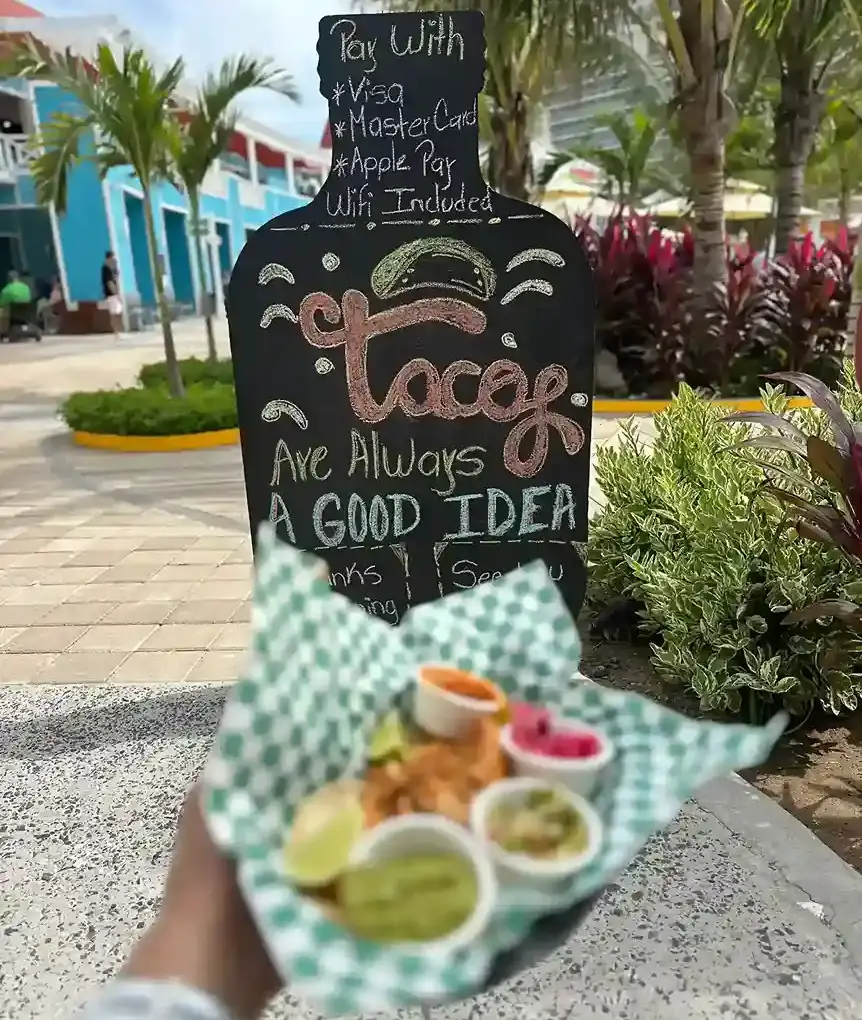 Pay With
*Visa
*MasterCard
*Apple Pay
Wifi Included
Tacos
Are Always
A GOOD IDEA